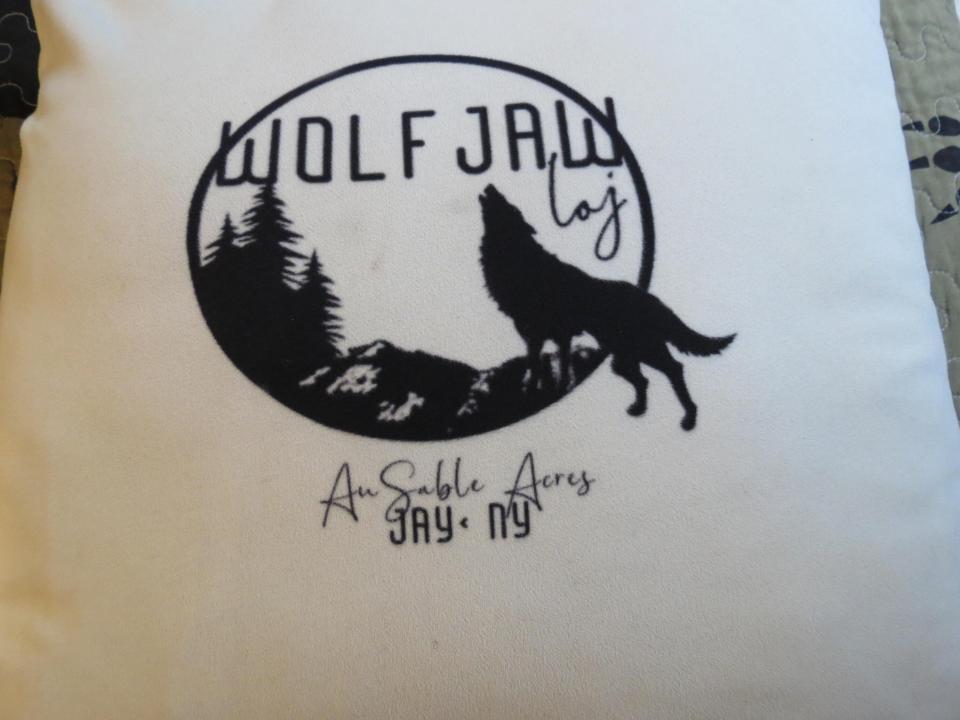 WOLF JAW
loj
AuSable Acres
JAY · NY